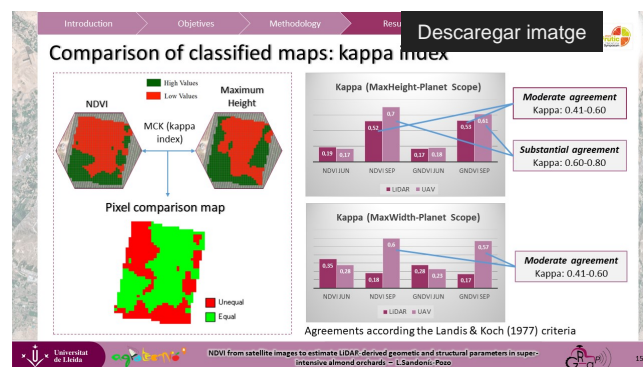 Introduction
Objectives
Methodology
Resu
Descaregar imatge
Comparison of classified maps: kappa index
High Values
Low Values
NDVI
Maximum
Height
MCK (kappa
index)
Pixel comparison map
Unequal
Equal
Kappa (MaxHeight-Planet Scope)
0,19
0,17
0,52
0,7
0,17
0,18
0,53
0,61
NDVI JUN
NDVI SEP
GNDVI JUN
GNDVI SEP
LIDAR
UAV
Moderate agreement
Kappa: 0.41-0.60
Substantial agreement
Kappa: 0.60-0.80
Kappa (MaxWidth-Planet Scope)
0,35
0,28
0,18
0,6
0,28
0,23
0,17
0,57
NDVI JUN
NDVI SEP
GNDVI JUN
GNDVI SEP
LIDAR
UAV
Moderate agreement
Kappa: 0.41-0.60
Agreements according the Landis & Koch (1977) criteria
Universitat
de Lleida
NDVI from satellite images to estimate LiDAR-derived geometic and structural parameters in super-
intensive almond orchards – L.Sandonís-Pozo
15